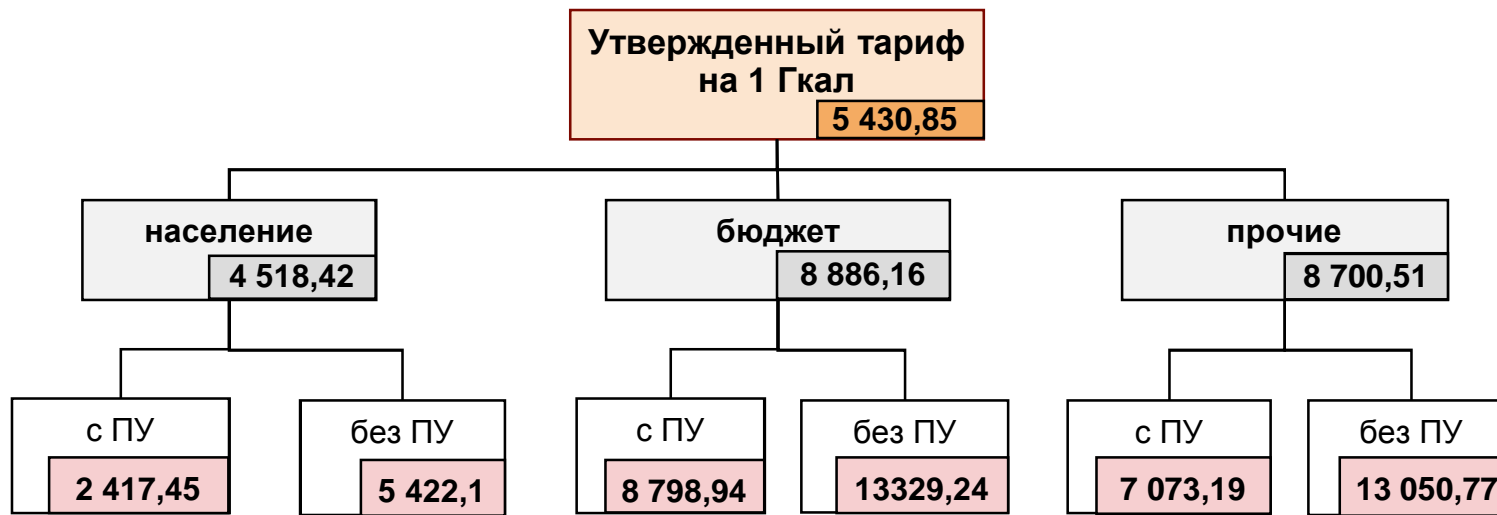 Утвержденный тариф
на 1 Гкал
5 430,85
население
4 518,42
бюджет
8 886,16
прочие
8 700,51
с ПУ
2 417,45
без ПУ
5 422,1
с ПУ
8 798,94
без ПУ
13329,24
с ПУ
7 073,19
без ПУ
13 050,77